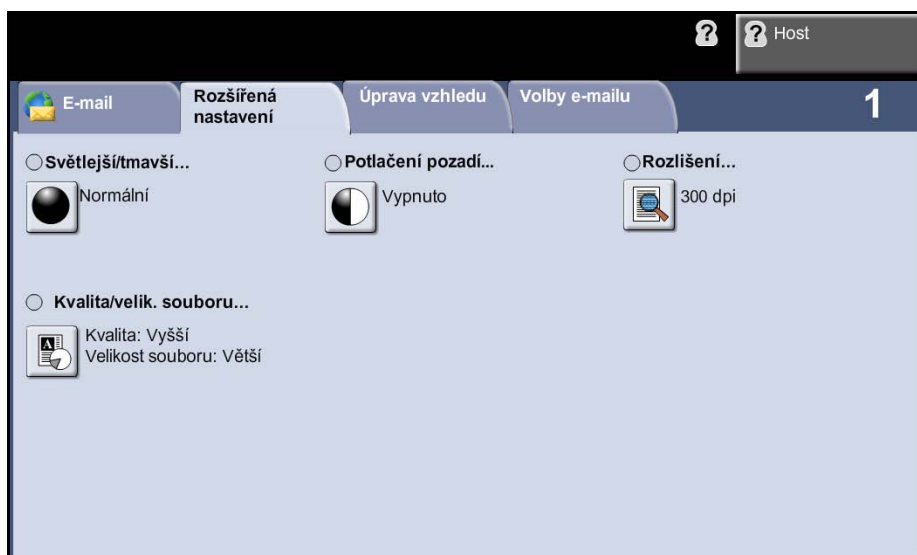 Host
E-mail
Rozšířená
nastavení
Úprava vzhledu
Volby e-mailu
1
Světlejší/tmavší...
Normální
Potlačení pozadí...
Vypnuto
Rozlišení...
300 dpi
Kvalita/velik. souboru...
Kvalita: Vyšší
Velikost souboru: Větší